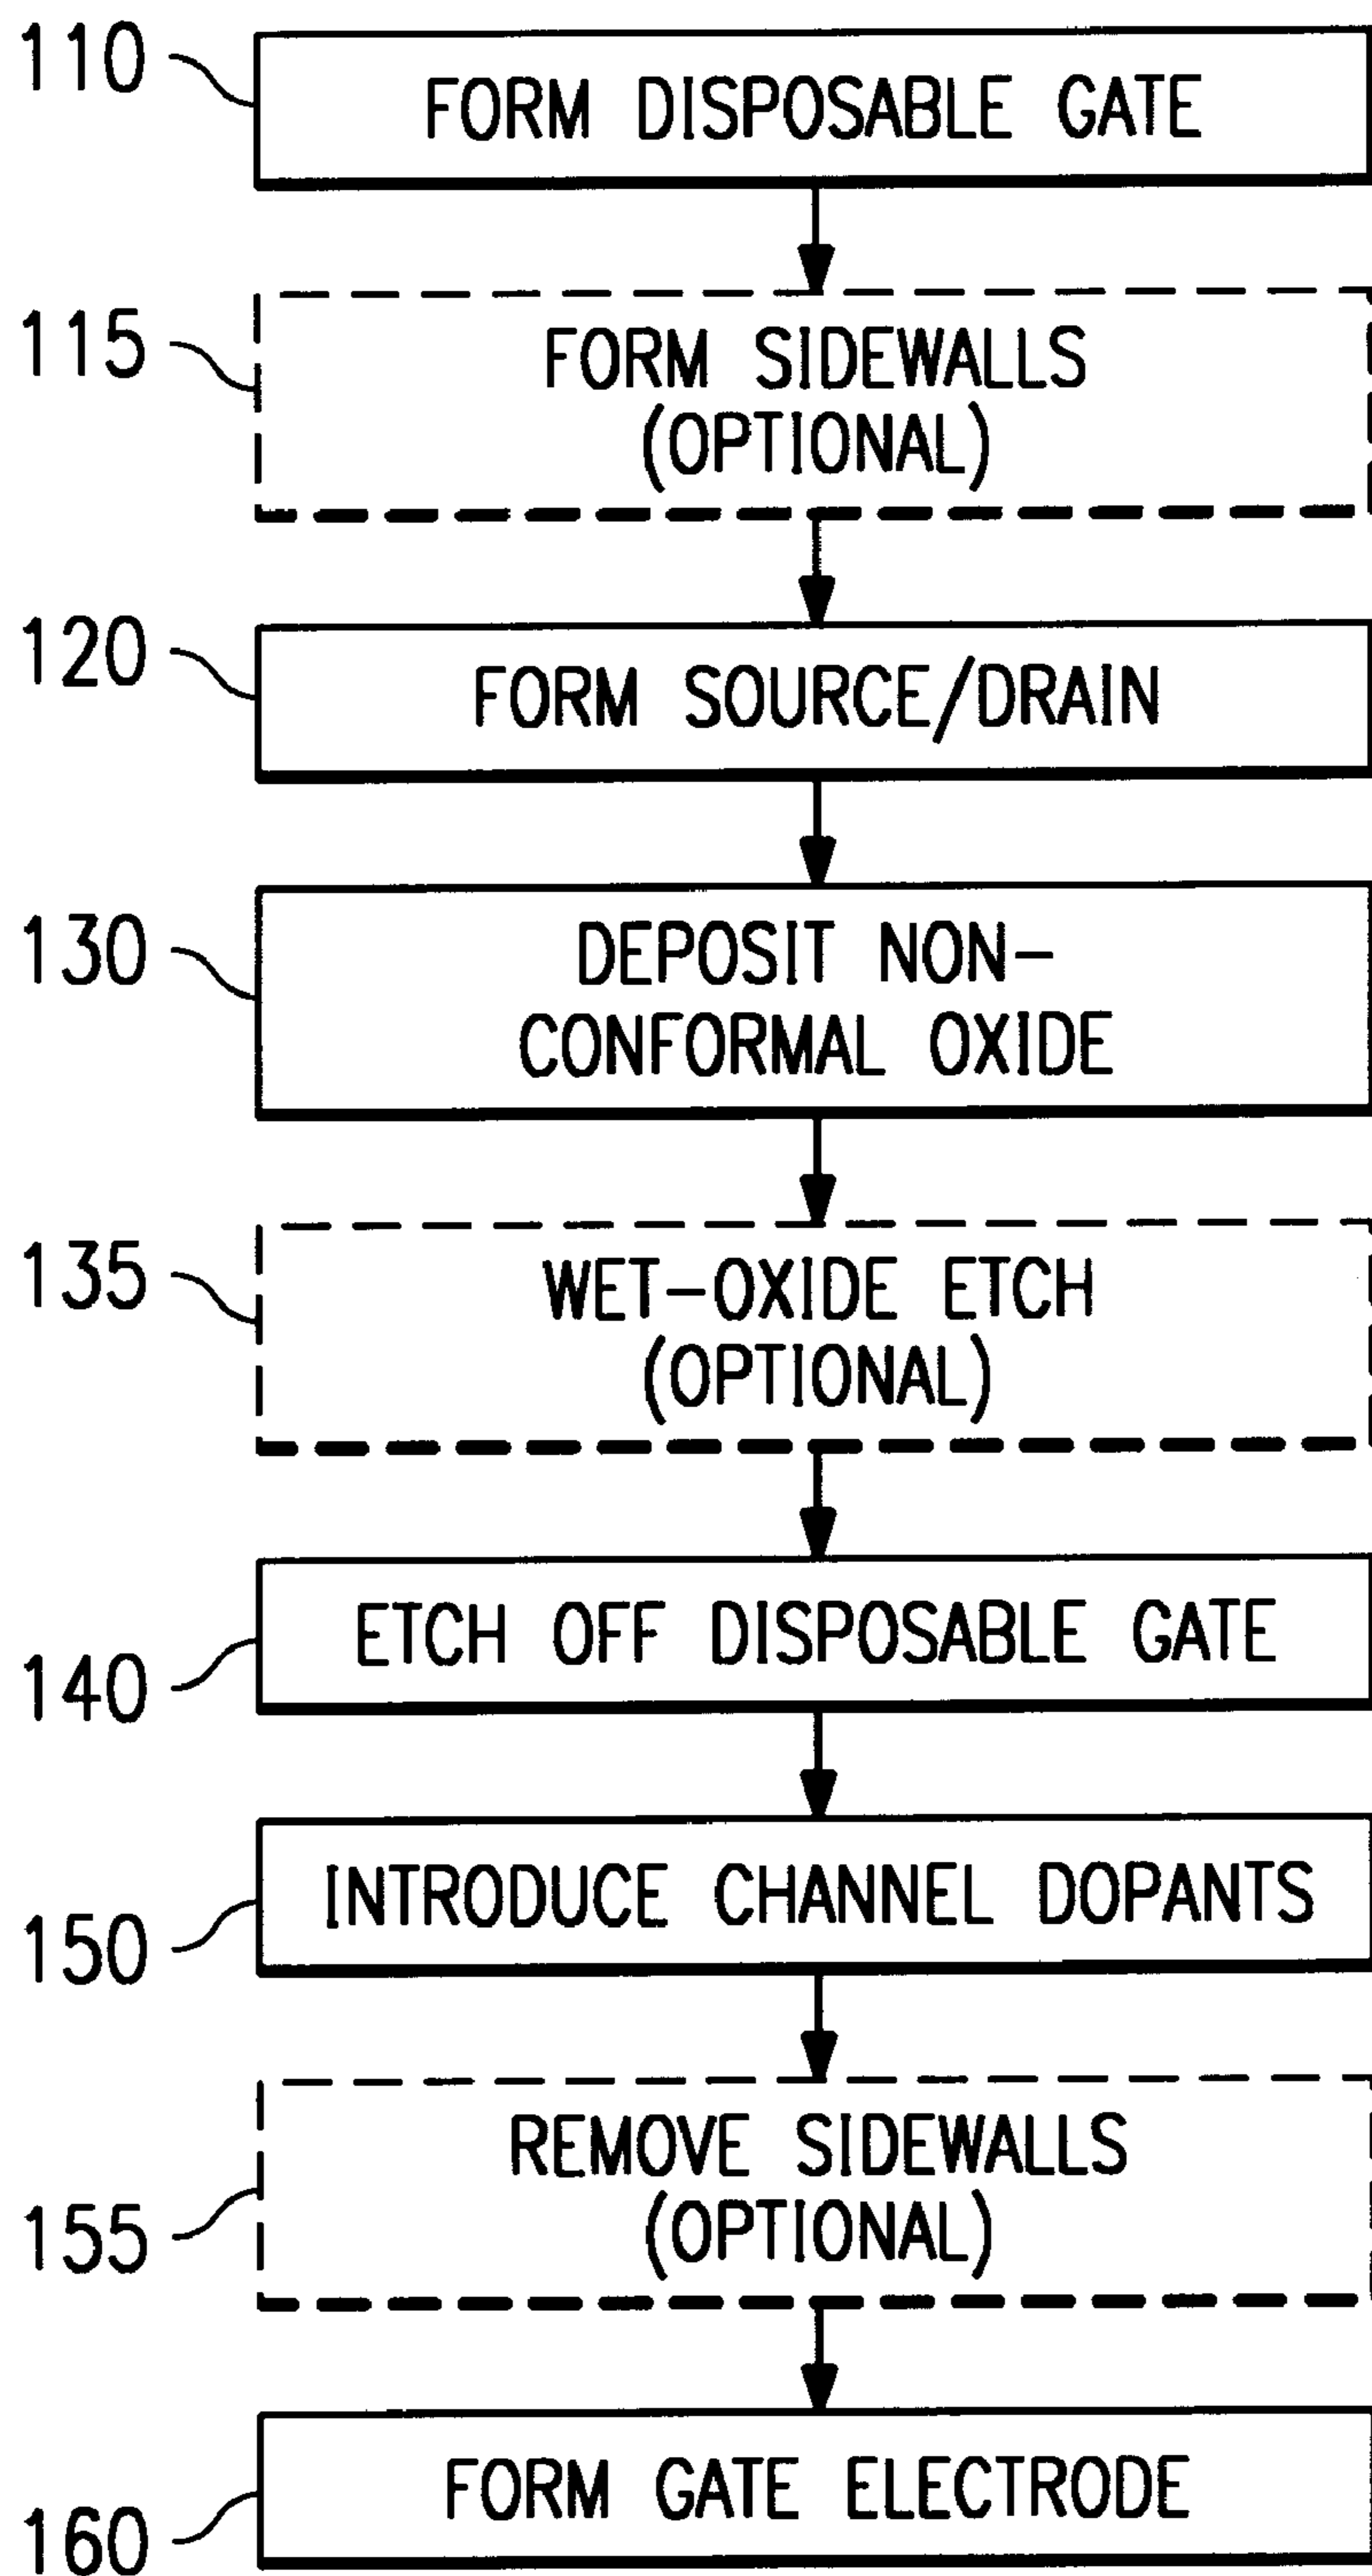 110
FORM DISPOSABLE GATE
115
FORM SIDEWALLS
(OPTIONAL)
120
FORM SOURCE/DRAIN
130
DEPOSIT NON-
CONFORMAL OXIDE
135
WET-OXIDE ETCH
(OPTIONAL)
140
ETCH OFF DISPOSABLE GATE
150
INTRODUCE CHANNEL DOPANTS
155
REMOVE SIDEWALLS
(OPTIONAL)
160
FORM GATE ELECTRODE